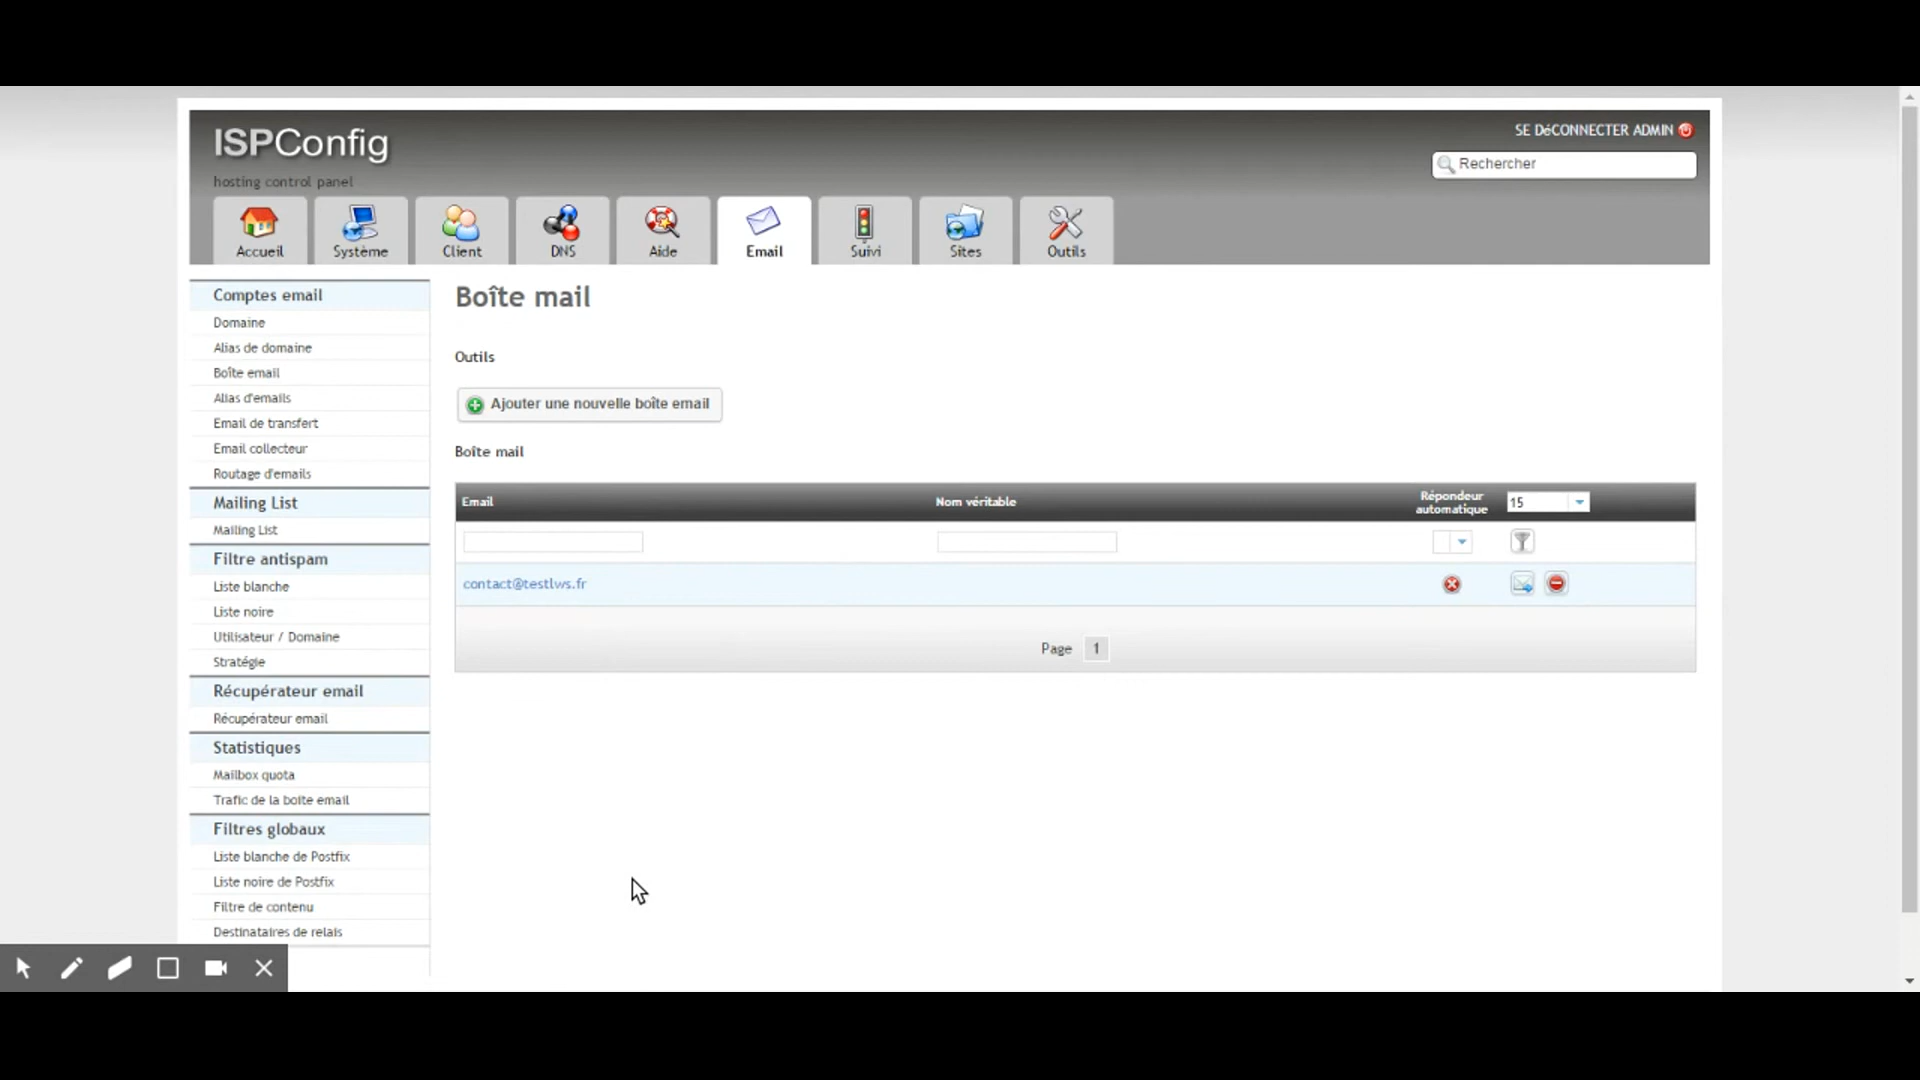 ISPConfig
hosting control panel
SE DéCONNECTER ADMIN
Rechercher
Accueil
Système
Client
DNS
Aide
Email
Suivi
Sites
Outils
Comptes email
Domaine
Alias de domaine
Boîte email
Alias d'emails
Email de transfert
Email collecteur
Routage d'emails
Mailing List
Mailing List
Filtre antispam
Liste blanche
Liste noire
Utilisateur / Domaine
Stratégie
Récupérateur email
Récupérateur email
Statistiques
Mailbox quota
Trafic de la boite email
Filtres globaux
Liste blanche de Postfix
Liste noire de Postfix
Filtre de contenu
Destinataires de relais
Boîte mail
Outils
Ajouter une nouvelle boîte email
Boîte mail
Email
Nom véritable
Répondeur
automatique
15
contact@testlws.fr
Page 1